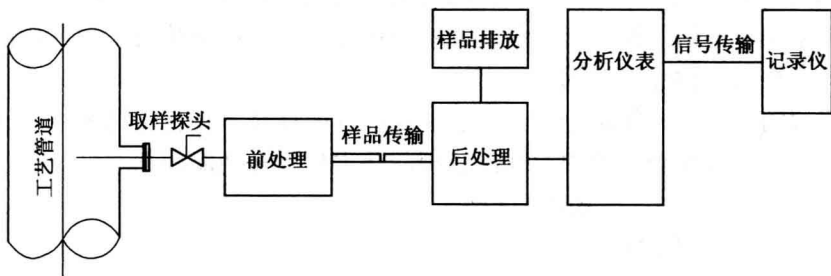 工艺管道
取样探头
前处理
样品传输
样品排放
后处理
分析仪表
信号传输
记录仪